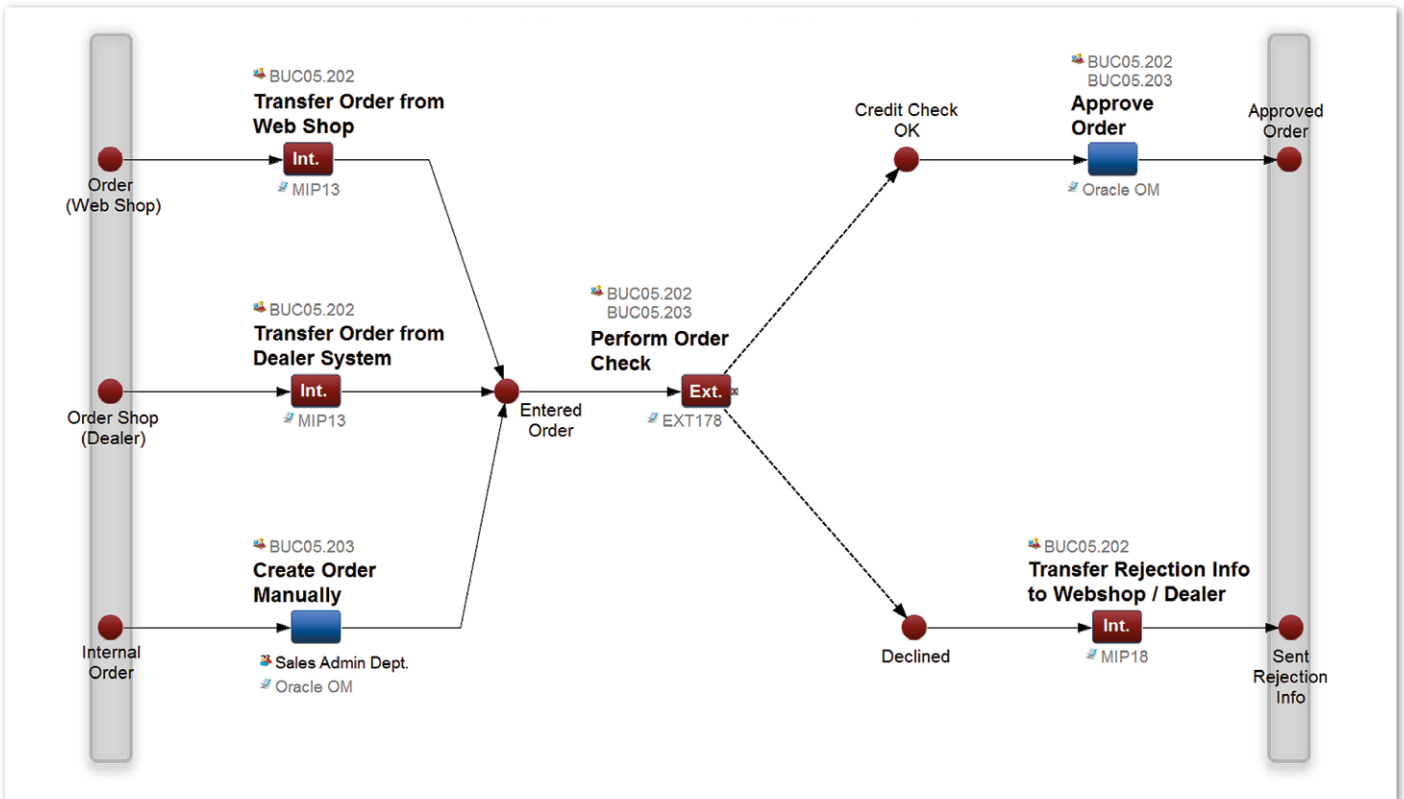 BUC05.202
Transfer Order from
Web Shop
Int.
MIP13
Order
(Web Shop)
BUC05.202
Transfer Order from
Dealer System
Int.
MIP13
Order Shop
(Dealer)
BUC05.203
Create Order
Manually
Sales Admin Dept.
Oracle OM
Internal
Order
Entered
Order
BUC05.202
BUC05.203
Perform Order
Check
Ext.
EXT178
Credit Check
OK
BUC05.202
BUC05.203
Approve
Order
Oracle OM
Approved
Order
Declined
BUC05.202
Transfer Rejection Info
to Webshop / Dealer
Int.
MIP18
Sent
Rejection
Info